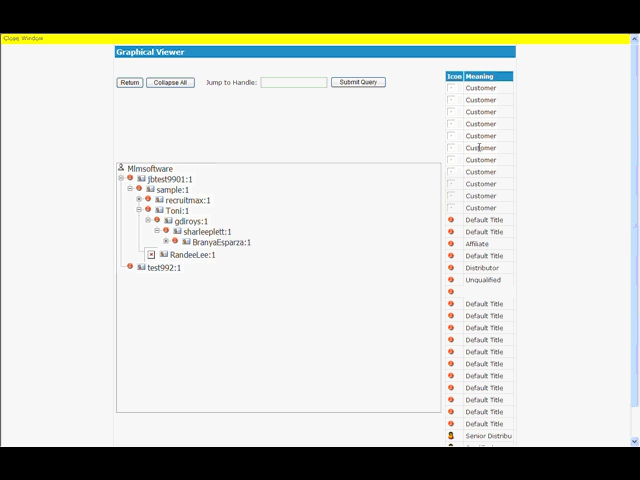 Close Window
Graphical Viewer
Return
Collapse All
Jump to Handle:
Submit Query
Mlmsoftware
jbtest9901:1
sample:1
recruitmax:1
Toni:1
gdiroys:1
sharleeplett:1
BranyaEsparza:1
RandeeLee:1
test992:1
Icon Meaning
Customer
Customer
Customer
Customer
Customer
Customer
Customer
Customer
Customer
Customer
Customer
Default Title
Default Title
Affiliate
Default Title
Distributor
Unqualified
Default Title
Default Title
Default Title
Default Title
Default Title
Default Title
Default Title
Default Title
Default Title
Default Title
Default Title
Senior Distribu